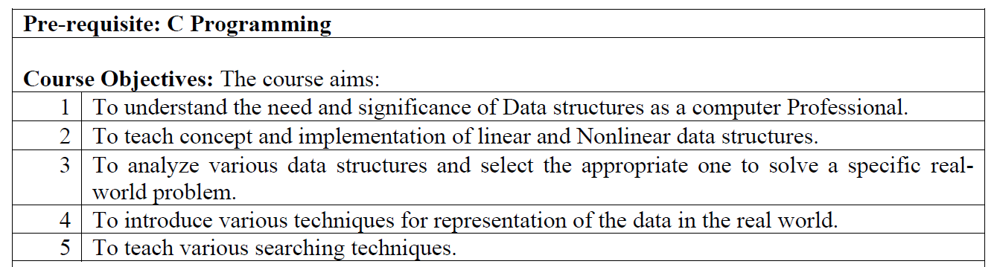 Pre-requisite: C Programming
Course Objectives: The course aims:
1 To understand the need and significance of Data structures as a computer Professional.
2 To teach concept and implementation of linear and Nonlinear data structures.
3 To analyze various data structures and select the appropriate one to solve a specific real-
world problem.
4 To introduce various techniques for representation of the data in the real world.
5 To teach various searching techniques.